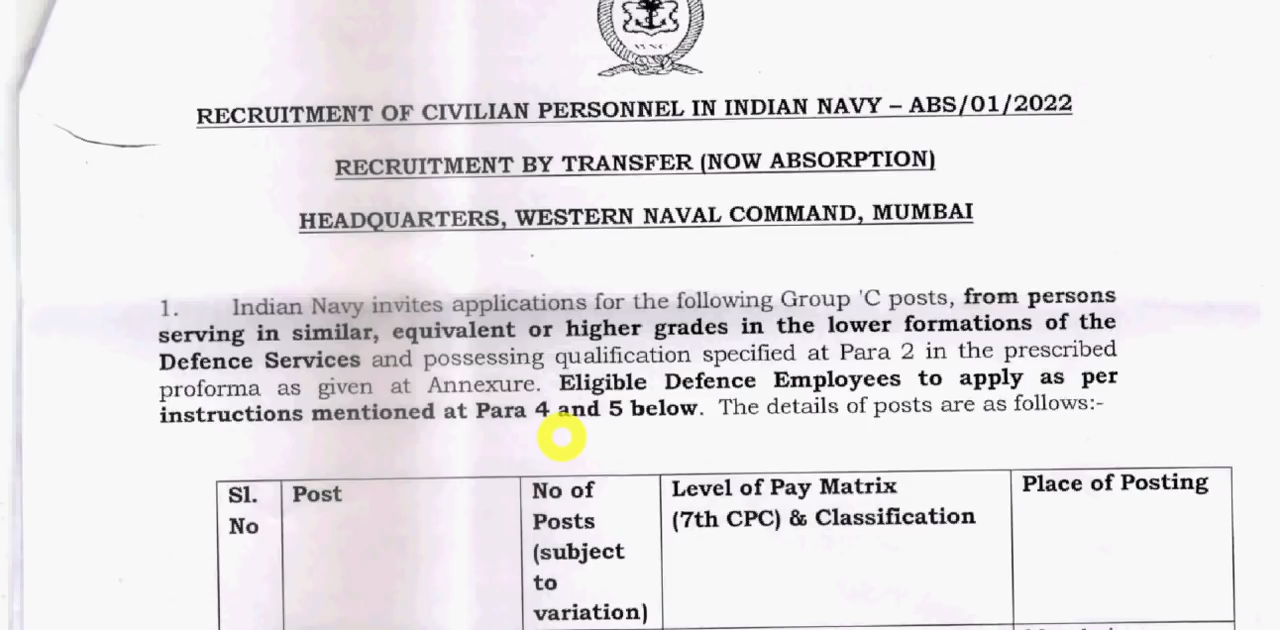 RECRUITMENT OF CIVILIAN PERSONNEL IN INDIAN NAVY – ABS/01/2022
RECRUITMENT BY TRANSFER (NOW ABSORPTION)
HEADQUARTERS, WESTERN NAVAL COMMAND, MUMBAI
1. Indian Navy invites applications for the following Group 'C posts, from persons
serving in similar, equivalent or higher grades in the lower formations of the
Defence Services and possessing qualification specified at Para 2 in the prescribed
proforma as given at Annexure. Eligible Defence Employees to apply as per
instructions mentioned at Para 4 and 5 below. The details of posts are as follows:-
Sl.
No
Post
No of
Posts
(subject
to
variation)
Level of Pay Matrix
(7th CPC) & Classification
Place of Posting